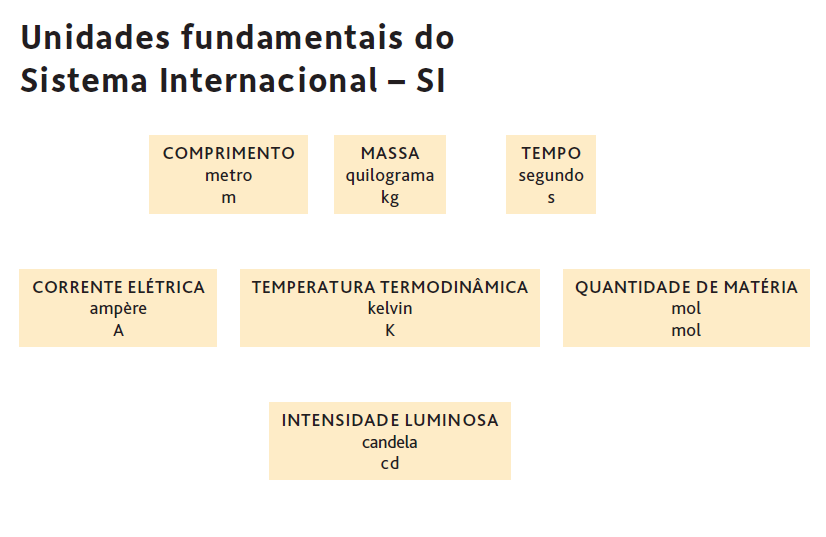 Unidades fundamentais do
Sistema Internacional – SI
COMPRIMENTO
metro
m
MASSA
quilograma
kg
TEMPO
segundo
s
CORRENTE ELÉTRICA
ampère
A
TEMPERATURA TERMODINÂMICA
kelvin
K
QUANTIDADE DE MATÉRIA
mol
mol
INTENSIDADE LUMINOSA
candela
cd